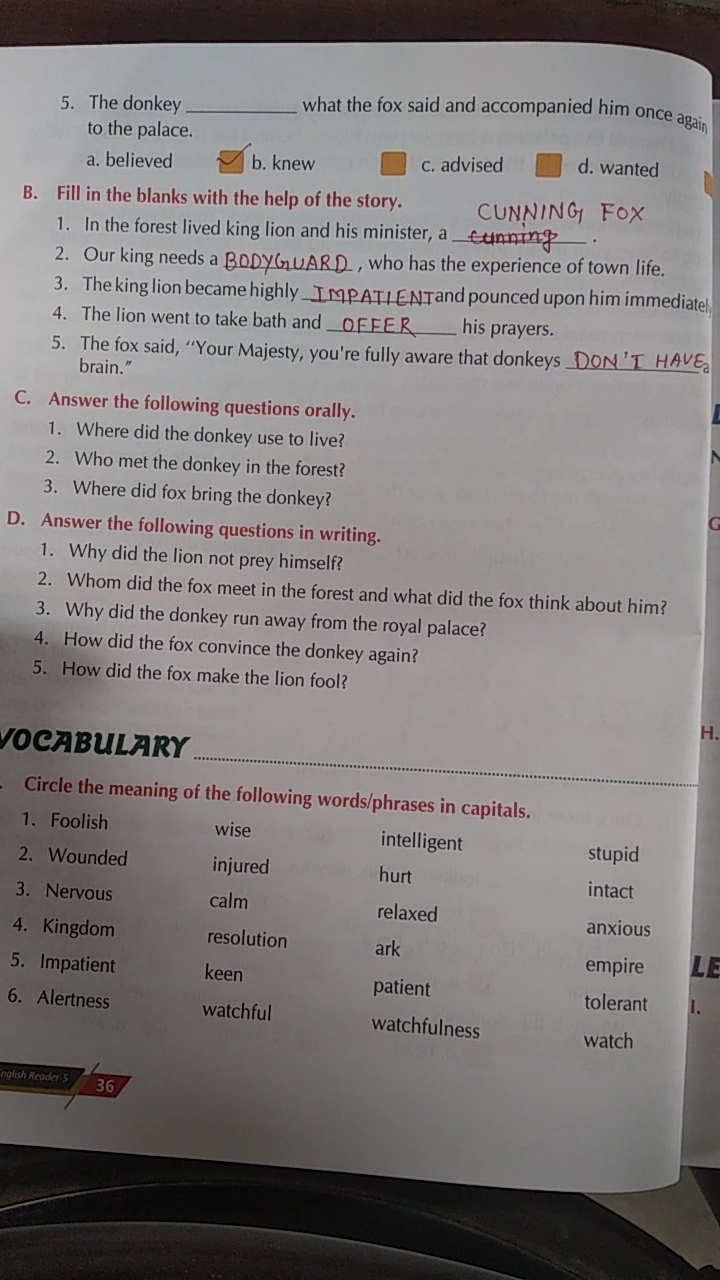 5. The donkey __________ what the fox said and accompanied him once again
to the palace.
a. believed b. knew c. advised d. wanted
B. Fill in the blanks with the help of the story.
CUNNING FOX
1. In the forest lived king lion and his minister, a cunning .
2. Our king needs a BODYGUARD , who has the experience of town life.
3. The king lion became highly IMPATIENT and pounced upon him immediately
4. The lion went to take bath and OFFER his prayers.
5. The fox said, "Your Majesty, you're fully aware that donkeys DON'T HAVE a
brain."
C. Answer the following questions orally.
1. Where did the donkey use to live?
2. Who met the donkey in the forest?
3. Where did fox bring the donkey?
D. Answer the following questions in writing.
1. Why did the lion not prey himself?
2. Whom did the fox meet in the forest and what did the fox think about him?
3. Why did the donkey run away from the royal palace?
4. How did the fox convince the donkey again?
5. How did the fox make the lion fool?
VOCABULARY
Circle the meaning of the following words/phrases in capitals.
1. Foolish wise intelligent stupid
2. Wounded injured hurt intact
3. Nervous calm relaxed anxious
4. Kingdom resolution ark empire
5. Impatient keen patient tolerant
6. Alertness watchful watchfulness watch
English Reader-5 36
G
H.
LE
I.